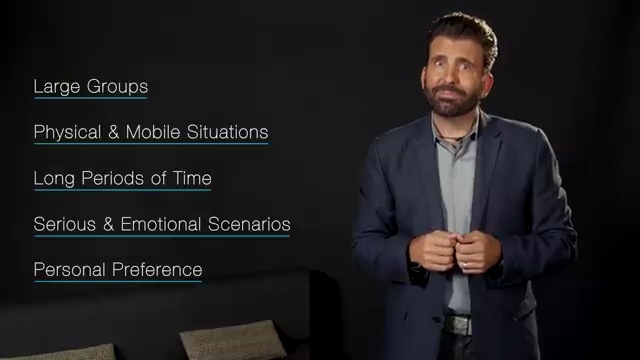 Large Groups
Physical & Mobile Situations
Long Periods of Time
Serious & Emotional Scenarios
Personal Preference